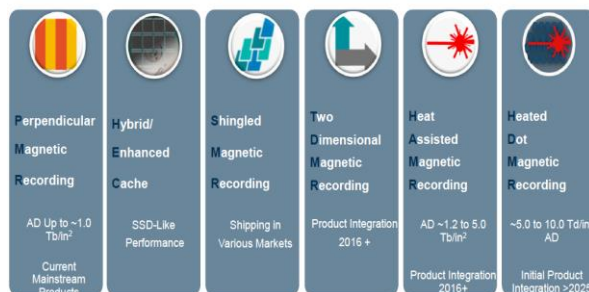 Perpendicular
Magnetic
Recording
AD Up to ~1.0
Tb/in²
Current
Mainstream
Products
Hybrid/
Enhanced
Cache
SSD-Like
Performance
Shingled
Magnetic
Recording
Shipping in
Various Markets
Two
Dimensional
Magnetic
Recording
Product Integration
2016 +
Heat
Assisted
Magnetic
Recording
AD ~1.2 to 5.0
Tb/in²
Product Integration
2016+
Heated
Dot
Magnetic
Recording
~5.0 to 10.0 Td/in
AD
Initial Product
Integration >2025